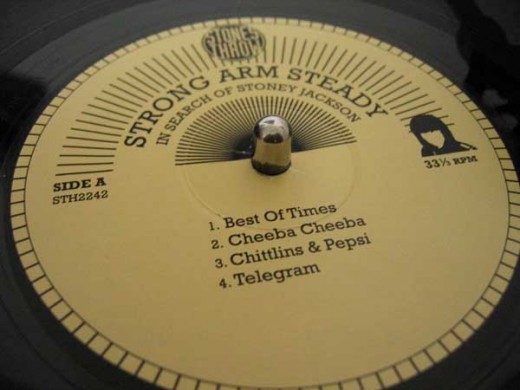 STONES THROW
STRONG ARM STEADY
IN SEARCH OF STONEY JACKSON
SIDE A
STH2242
33⅓ RPM
1. Best Of Times
2. Cheeba Cheeba
3. Chittlins & Pepsi
4. Telegram